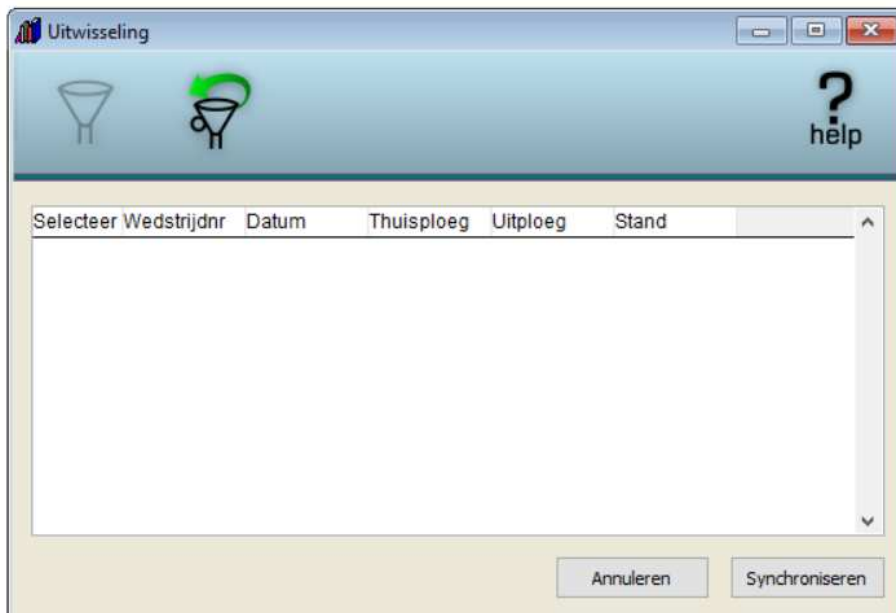 Uitwisseling
? help
Selecteer Wedstrijdnr Datum Thuisploeg Uitploeg Stand
Annuleren Synchroniseren